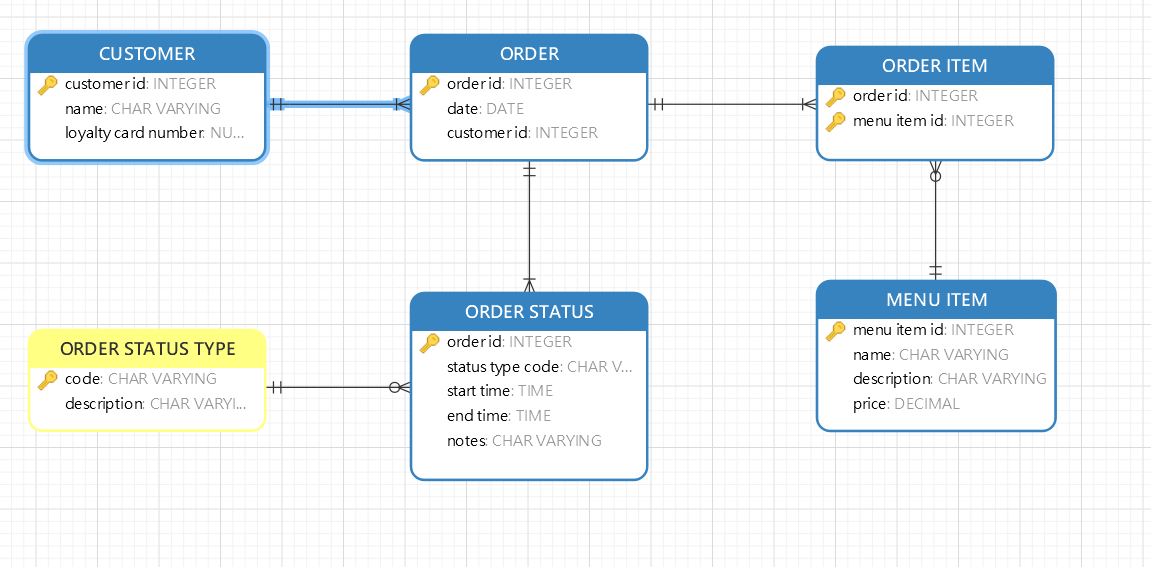 CUSTOMER
customer id: INTEGER
name: CHAR VARYING
loyalty card number: NU...
ORDER
order id: INTEGER
date: DATE
customer id: INTEGER
ORDER ITEM
order id: INTEGER
menu item id: INTEGER
ORDER STATUS TYPE
code: CHAR VARYING
description: CHAR VARYI...
ORDER STATUS
order id: INTEGER
status type code: CHAR V...
start time: TIME
end time: TIME
notes: CHAR VARYING
MENU ITEM
menu item id: INTEGER
name: CHAR VARYING
description: CHAR VARYING
price: DECIMAL